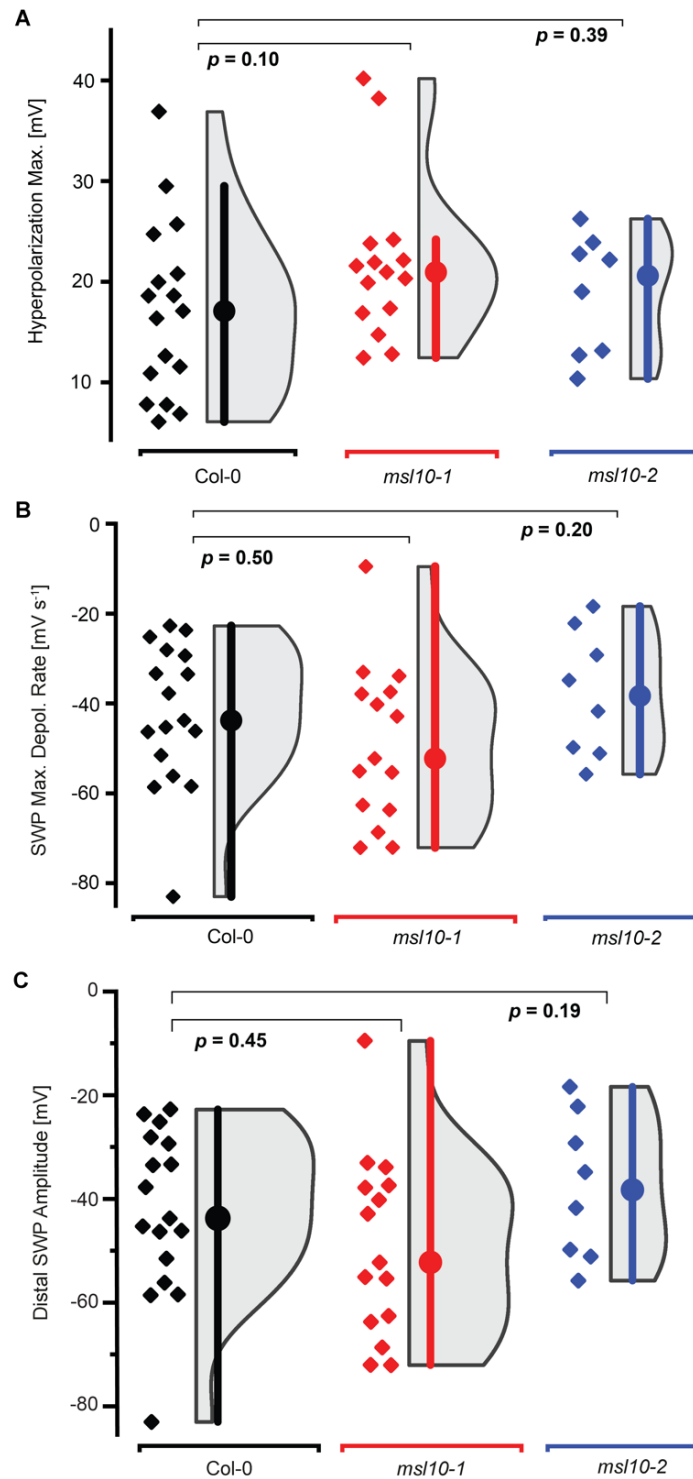 A
p = 0.39
p = 0.10
Hyperpolarization Max. [mV]
40
30
20
10
Col-0
msl10-1
msl10-2
B
0
p = 0.20
p = 0.50
SWP Max. Depol. Rate [mV s⁻¹]
-20
-40
-60
-80
Col-0
msl10-1
msl10-2
C
0
p = 0.19
p = 0.45
Distal SWP Amplitude [mV]
-20
-40
-60
-80
Col-0
msl10-1
msl10-2